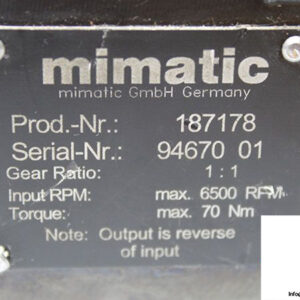 mimatic
mimatic GmbH Germany
Prod.-Nr.: 187178
Serial-Nr.: 94670 01
Gear Ratio: 1 : 1
Input RPM: max. 6500 RPM
Torque: max. 70 Nm
Note: Output is reverse
of input